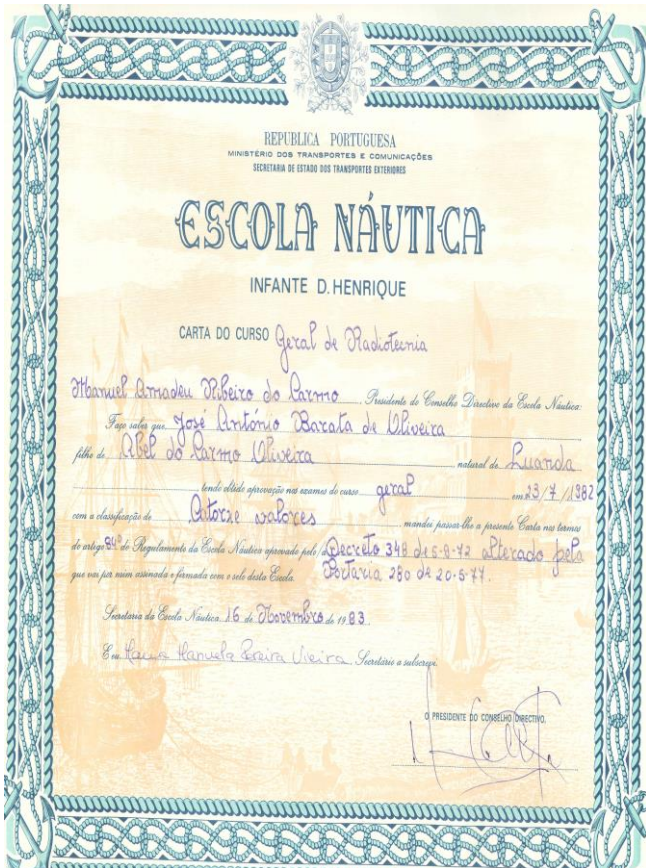 REPUBLICA PORTUGUESA
MINISTÉRIO DOS TRANSPORTES E COMUNICAÇÕES
SECRETARIA DE ESTADO DOS TRANSPORTES EXTERIORES
ESCOLA NÁUTICA
INFANTE D. HENRIQUE
CARTA DO CURSO Geral de Radiotecnia
Manuel Amadeu Ribeiro do Carmo Presidente do Conselho Directivo da Escola Náutica:
Faço saber que José António Barata de Oliveira
filho de Abel do Carmo Oliveira natural de Luanda
tendo obtido aprovação nos exames do curso geral em 23/7/1982
com a classificação de Catorze valores mandei passar-lhe a presente Carta nos termos
do artigo 84º do Regulamento da Escola Náutica aprovado pelo/a Decreto 348 de 5-9-72 alterado pela
que vai por mim assinada e firmada com o selo desta Escola. Portaria 280 de 20-5-77.
Secretaria da Escola Náutica, 16 de Novembro de 1983
E eu Manuela Pereira Vieira Secretário a subscrevi.
O PRESIDENTE DO CONSELHO DIRECTIVO,